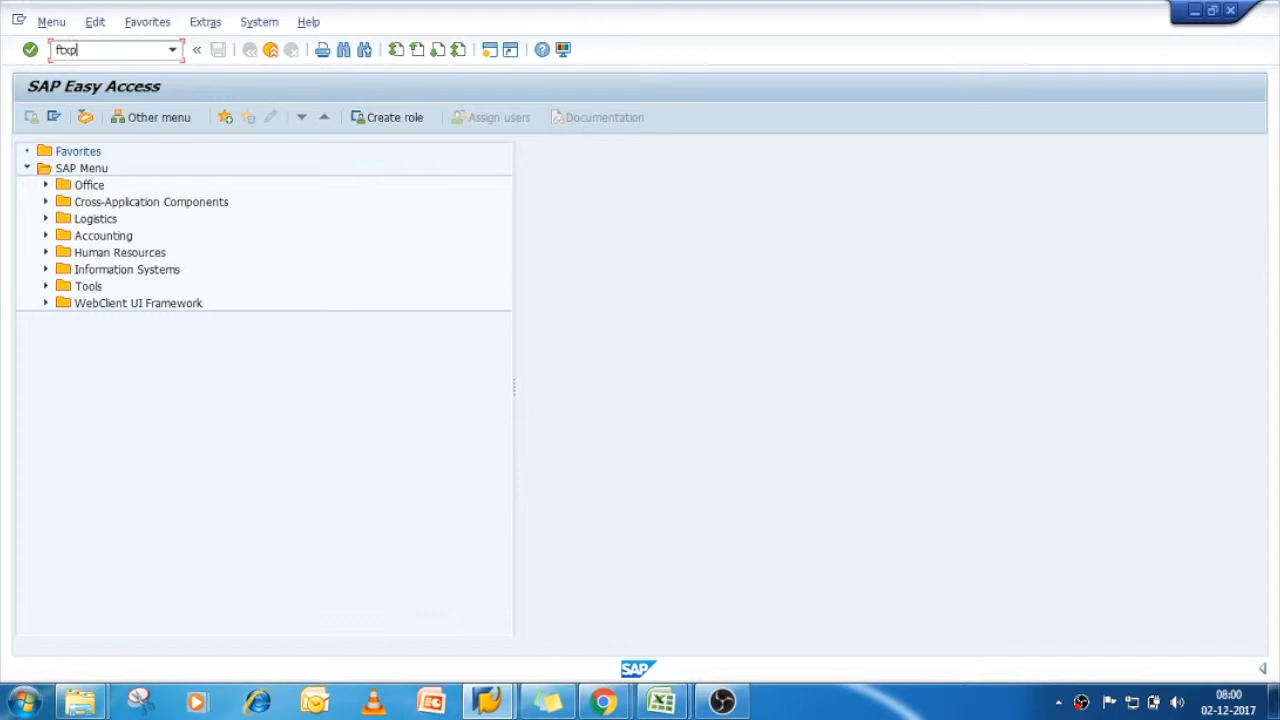 Menu Edit Favorites Extras System Help
ftxp
SAP Easy Access
Other menu Create role Assign users Documentation
Favorites
SAP Menu
Office
Cross-Application Components
Logistics
Accounting
Human Resources
Information Systems
Tools
WebClient UI Framework
SAP
08:00
02-12-2017